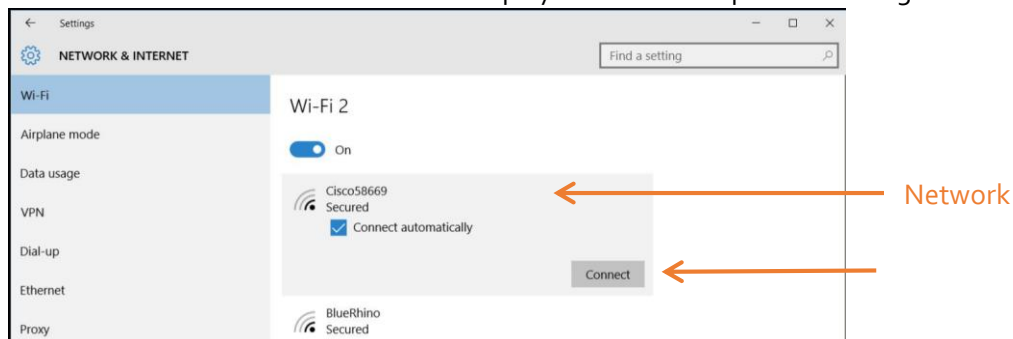 ← Settings
NETWORK & INTERNET
Find a setting
Wi-Fi
Airplane mode
Data usage
VPN
Dial-up
Ethernet
Proxy
Wi-Fi 2
On
Cisco58669
Secured
Connect automatically
Connect
BlueRhino
Secured
Network